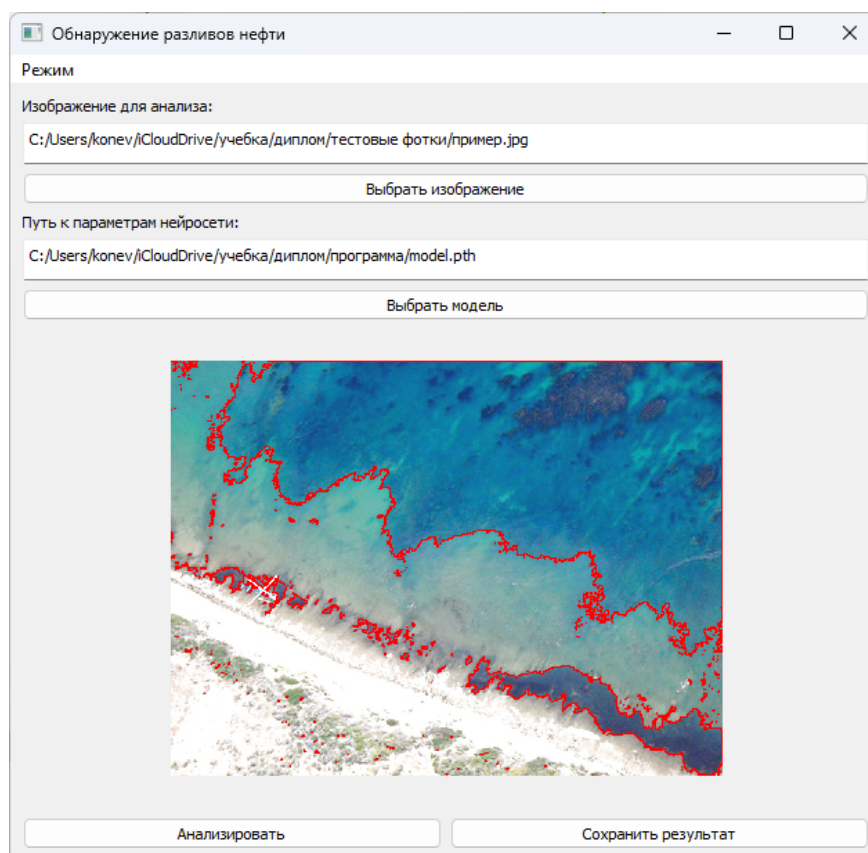 Обнаружение разливов нефти
Режим
Изображение для анализа:
C:/Users/konev/iCloudDrive/учебка/диплом/тестовые фотки/пример.jpg
Выбрать изображение
Путь к параметрам нейросети:
C:/Users/konev/iCloudDrive/учебка/диплом/программа/model.pth
Выбрать модель
Анализировать
Сохранить результат